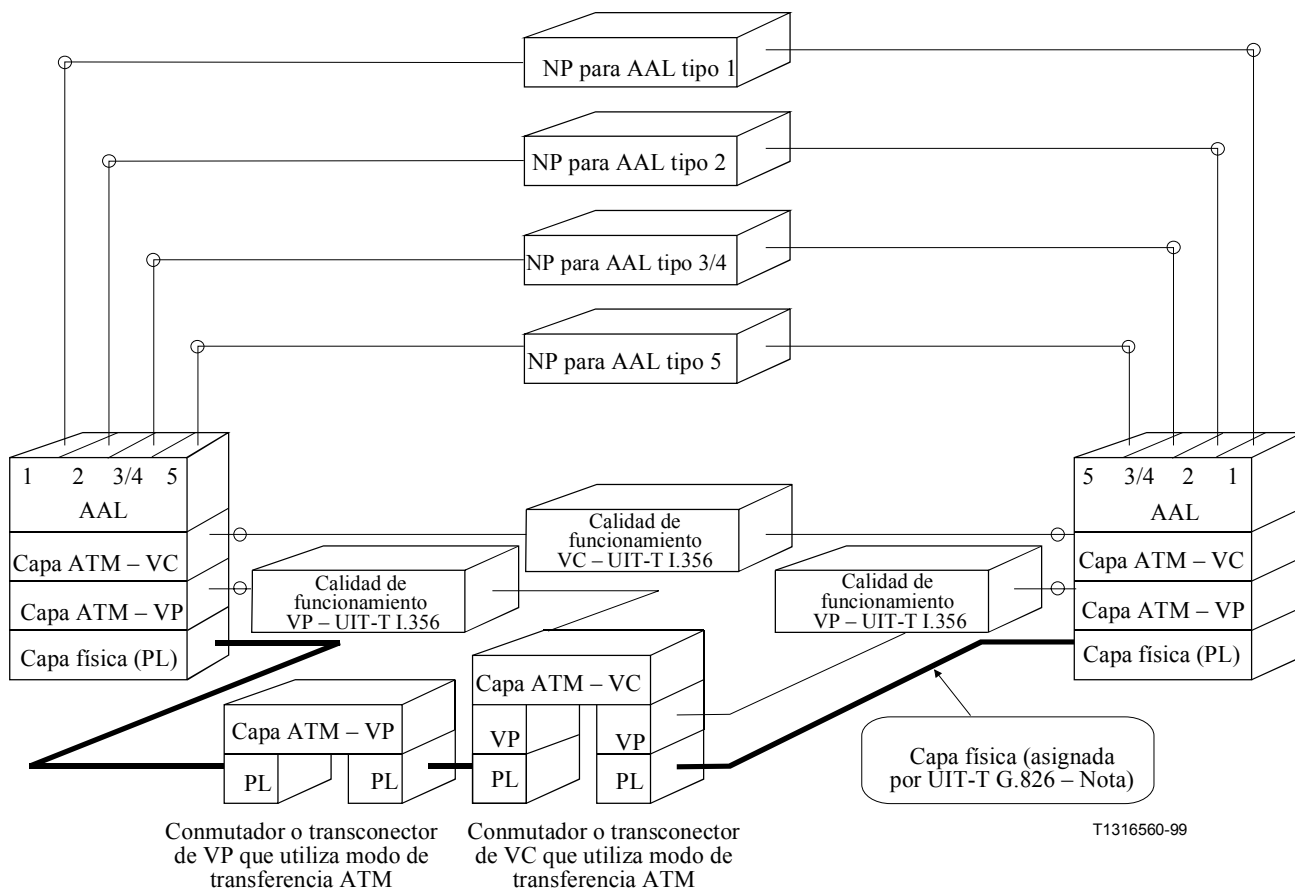 NP para AAL tipo 1
NP para AAL tipo 2
NP para AAL tipo 3/4
NP para AAL tipo 5
1 2 3/4 5
AAL
Capa ATM – VC
Capa ATM – VP
Capa física (PL)
Calidad de
funcionamiento
VC – UIT-T I.356
Calidad de
funcionamiento
VP – UIT-T I.356
Calidad de
funcionamiento
VP – UIT-T I.356
5 3/4 2 1
AAL
Capa ATM – VC
Capa ATM – VP
Capa física (PL)
Capa ATM – VP
PL PL
Capa ATM – VC
VP VP
PL PL
Capa física (asignada
por UIT-T G.826 – Nota)
Conmutador o transconector
de VP que utiliza modo de
transferencia ATM
Conmutador o transconector
de VC que utiliza modo de
transferencia ATM
T1316560-99